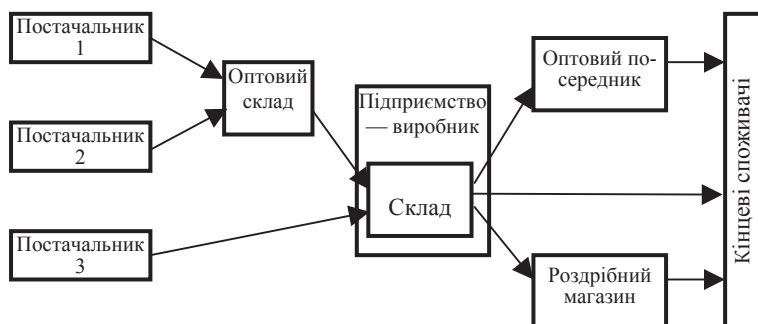 Постачальник
1
Оптовий
склад
Постачальник
2
Постачальник
3
Підприємство
— виробник
Склад
Оптовий по-
середник
Роздрібний
магазин
Кінцеві споживачі